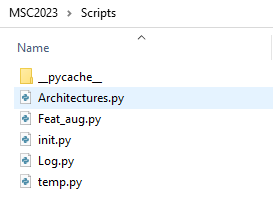 MSC2023 > Scripts
Name
__pycache__
Architectures.py
Feat_aug.py
init.py
Log.py
temp.py